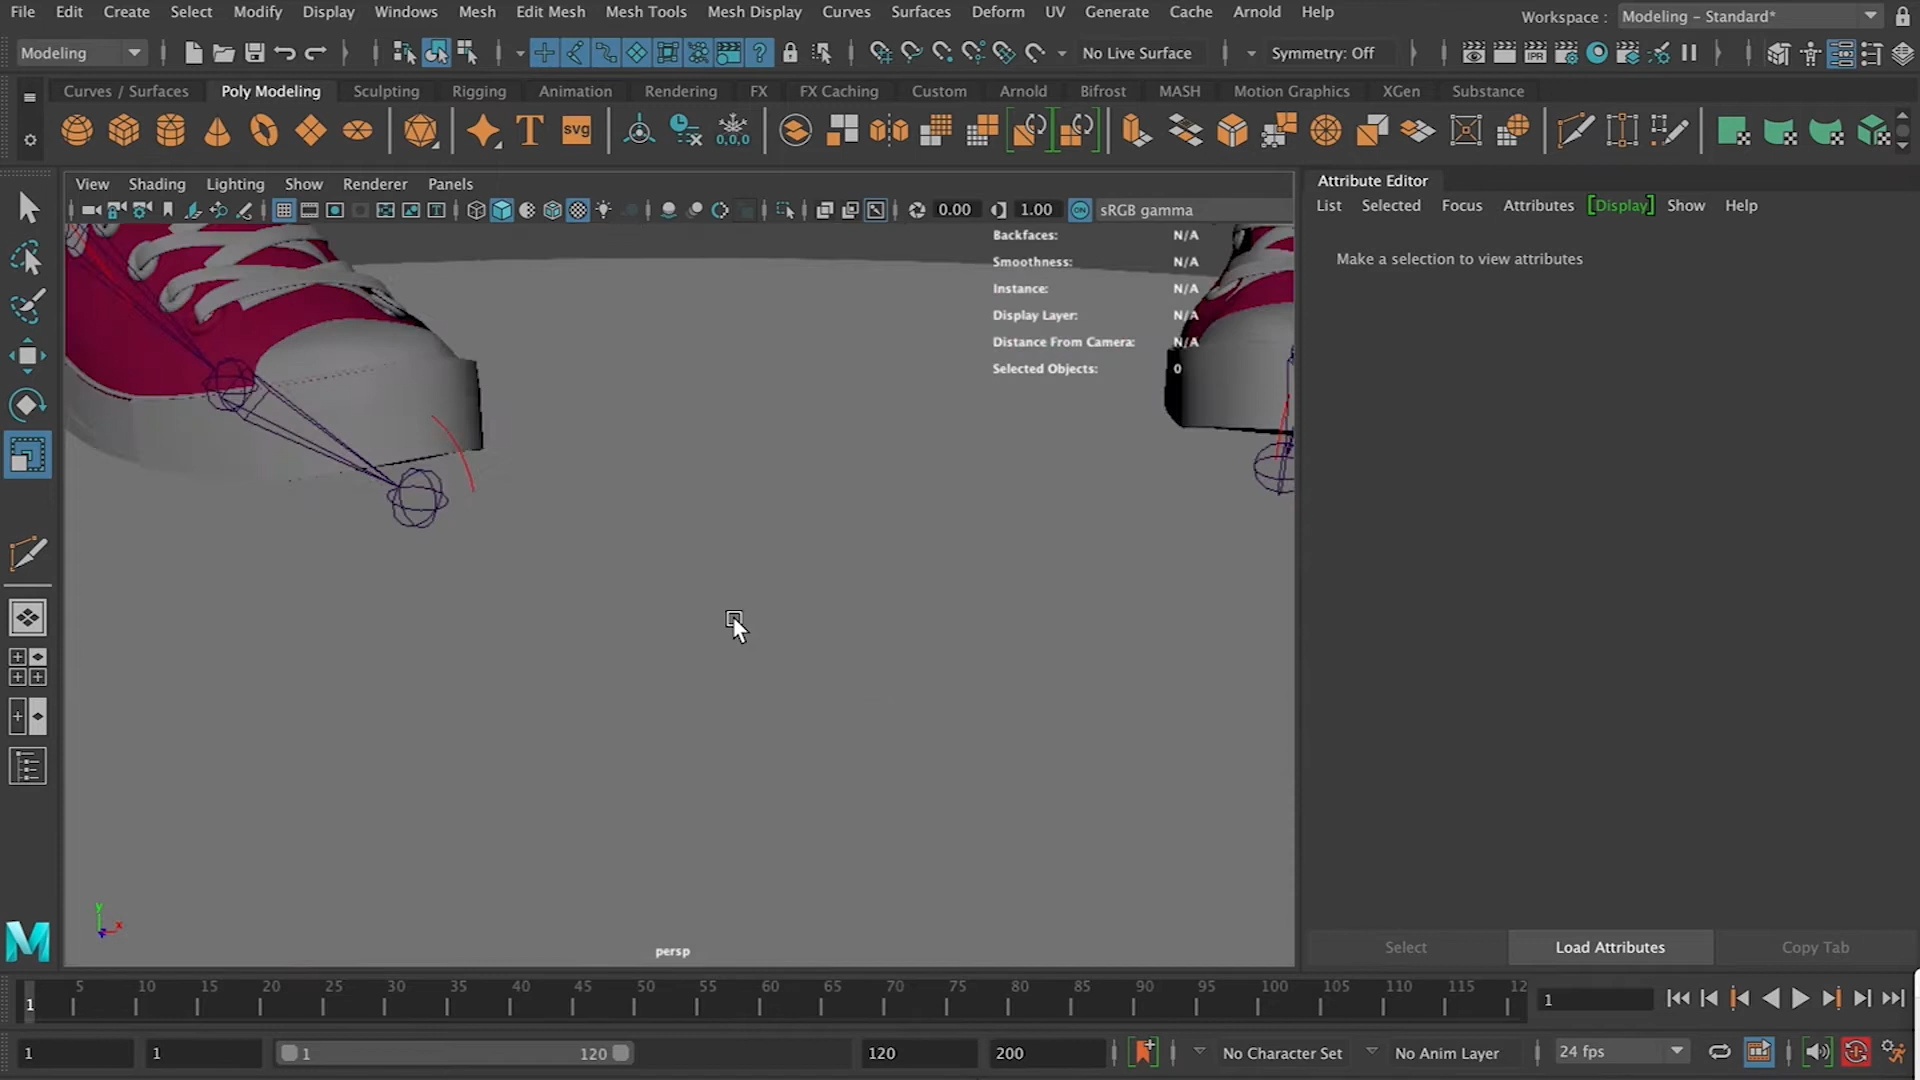 File Edit Create Select Modify Display Windows Mesh Edit Mesh Mesh Tools Mesh Display Curves Surfaces Deform UV Generate Cache Arnold Help
Workspace : Modeling - Standard*
Modeling
No Live Surface
Symmetry: Off
IPR
Curves / Surfaces Poly Modeling Sculpting Rigging Animation Rendering FX FX Caching Custom Arnold Bifrost MASH Motion Graphics XGen Substance
T
svg
0,0,0
View Shading Lighting Show Renderer Panels
0.00
1.00
ON
sRGB gamma
Attribute Editor
List Selected Focus Attributes [Display] Show Help
Make a selection to view attributes
Backfaces: N/A
Smoothness: N/A
Instance: N/A
Display Layer: N/A
Distance From Camera: N/A
Selected Objects: 0
y
x
persp
M
Select
Load Attributes
Copy Tab
1 5 10 15 20 25 30 35 40 45 50 55 60 65 70 75 80 85 90 95 100 105 110 115 12
1
1
1
1
120
120
200
No Character Set
No Anim Layer
24 fps